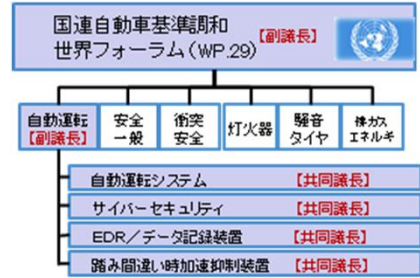 国連自動車基準調和
世界フォーラム(WP.29)
【副議長】
自動運転
【副議長】
安全
一般
衝突
安全
灯火器
騒音
タイヤ
排ガス
エネルギ
自動運転システム 【共同議長】
サイバーセキュリティ 【共同議長】
EDR/データ記録装置 【共同議長】
踏み間違い時加速抑制装置 【共同議長】